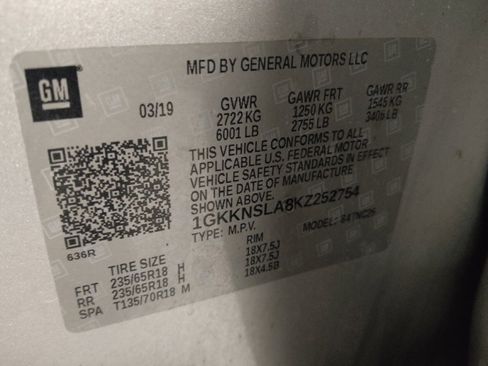 GM
MFD BY GENERAL MOTORS LLC
03/19 GVWR GAWR FRT GAWR RR
2722 KG 1250 KG 1545 KG
6001 LB 2755 LB 3406 LB
THIS VEHICLE CONFORMS TO ALL
APPLICABLE U.S. FEDERAL MOTOR
VEHICLE SAFETY STANDARDS IN EFFECT
ON THE DATE OF MANUFACTURE
SHOWN ABOVE.
1GKKNSLA8KZ252754
TYPE: M.P.V. MODEL: 84TNC26
636R
TIRE SIZE RIM
FRT 235/65R18 H 18X7.5J
RR 235/65R18 H 18X7.5J
SPA T135/70R18 M 18X4.5B